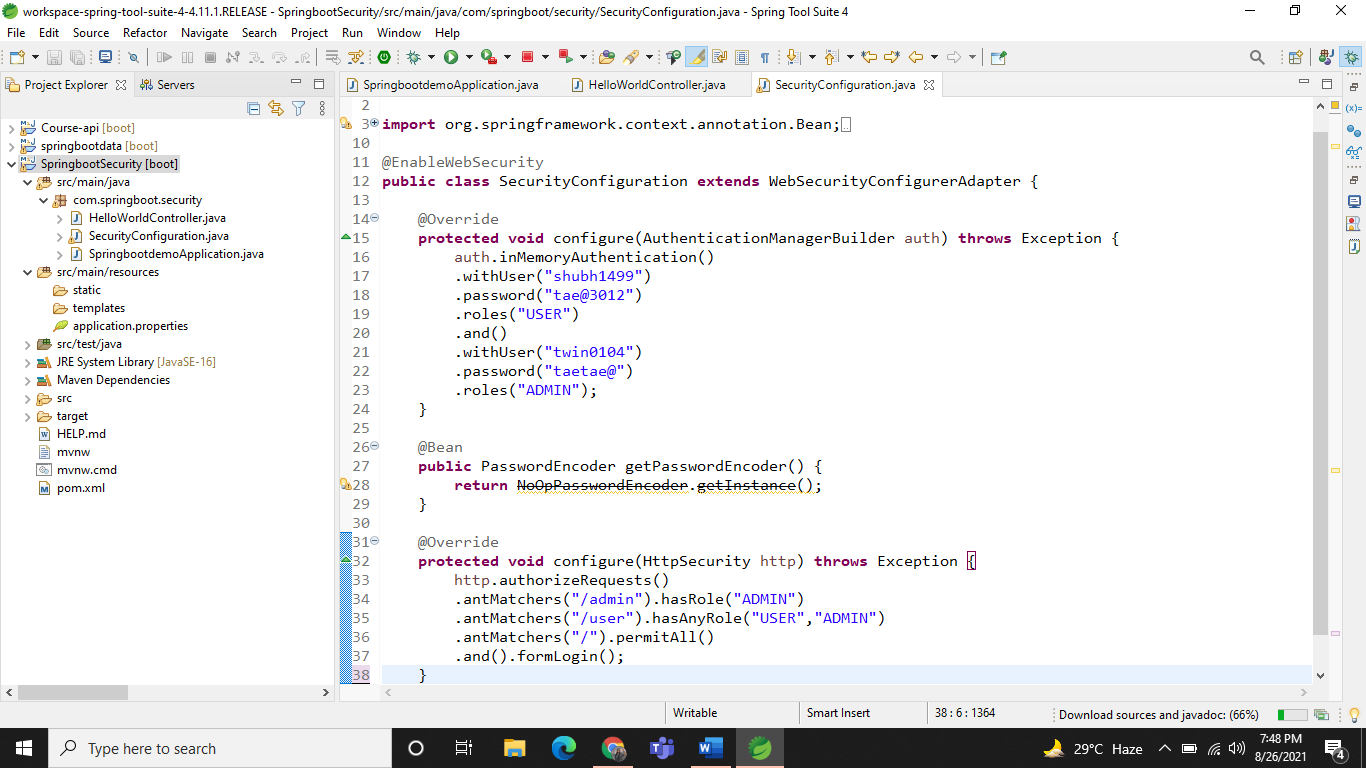 workspace-spring-tool-suite-4-4.11.1.RELEASE - SpringbootSecurity/src/main/java/com/springboot/security/SecurityConfiguration.java - Spring Tool Suite 4
File Edit Source Refactor Navigate Search Project Run Window Help
Project Explorer Servers
SpringbootdemoApplication.java HelloWorldController.java SecurityConfiguration.java
Course-api [boot]
springbootdata [boot]
SpringbootSecurity [boot]
src/main/java
com.springboot.security
HelloWorldController.java
SecurityConfiguration.java
SpringbootdemoApplication.java
src/main/resources
static
templates
application.properties
src/test/java
JRE System Library [JavaSE-16]
Maven Dependencies
src
target
HELP.md
mvnw
mvnw.cmd
pom.xml
2
3 import org.springframework.context.annotation.Bean;
10
11 @EnableWebSecurity
12 public class SecurityConfiguration extends WebSecurityConfigurerAdapter {
13
14 @Override
15 protected void configure(AuthenticationManagerBuilder auth) throws Exception {
16 auth.inMemoryAuthentication()
17 .withUser("shubh1499")
18 .password("tae@3012")
19 .roles("USER")
20 .and()
21 .withUser("twin0104")
22 .password("taetae@")
23 .roles("ADMIN");
24 }
25
26 @Bean
27 public PasswordEncoder getPasswordEncoder() {
28 return NoOpPasswordEncoder.getInstance();
29 }
30
31 @Override
32 protected void configure(HttpSecurity http) throws Exception {
33 http.authorizeRequests()
34 .antMatchers("/admin").hasRole("ADMIN")
35 .antMatchers("/user").hasAnyRole("USER","ADMIN")
36 .antMatchers("/").permitAll()
37 .and().formLogin();
38 }
Writable Smart Insert 38 : 6 : 1364 Download sources and javadoc: (66%)
Type here to search
29°C Haze
7:48 PM
8/26/2021
4